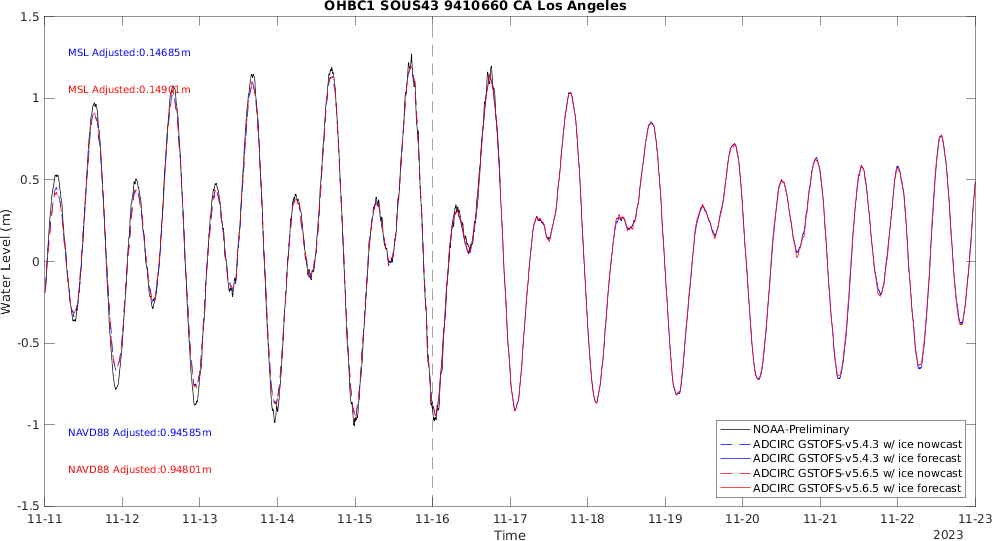 OHBC1 SOUS43 9410660 CA Los Angeles
1.5
1
0.5
0
-0.5
-1
-1.5
Water Level (m)
MSL Adjusted:0.14685m
MSL Adjusted:0.14901m
NAVD88 Adjusted:0.94585m
NAVD88 Adjusted:0.94801m
NOAA-Preliminary
ADCIRC GSTOFS-v5.4.3 w/ ice nowcast
ADCIRC GSTOFS-v5.4.3 w/ ice forecast
ADCIRC GSTOFS-v5.6.5 w/ ice nowcast
ADCIRC GSTOFS-v5.6.5 w/ ice forecast
11-11 11-12 11-13 11-14 11-15 11-16 11-17 11-18 11-19 11-20 11-21 11-22 11-23
Time
2023